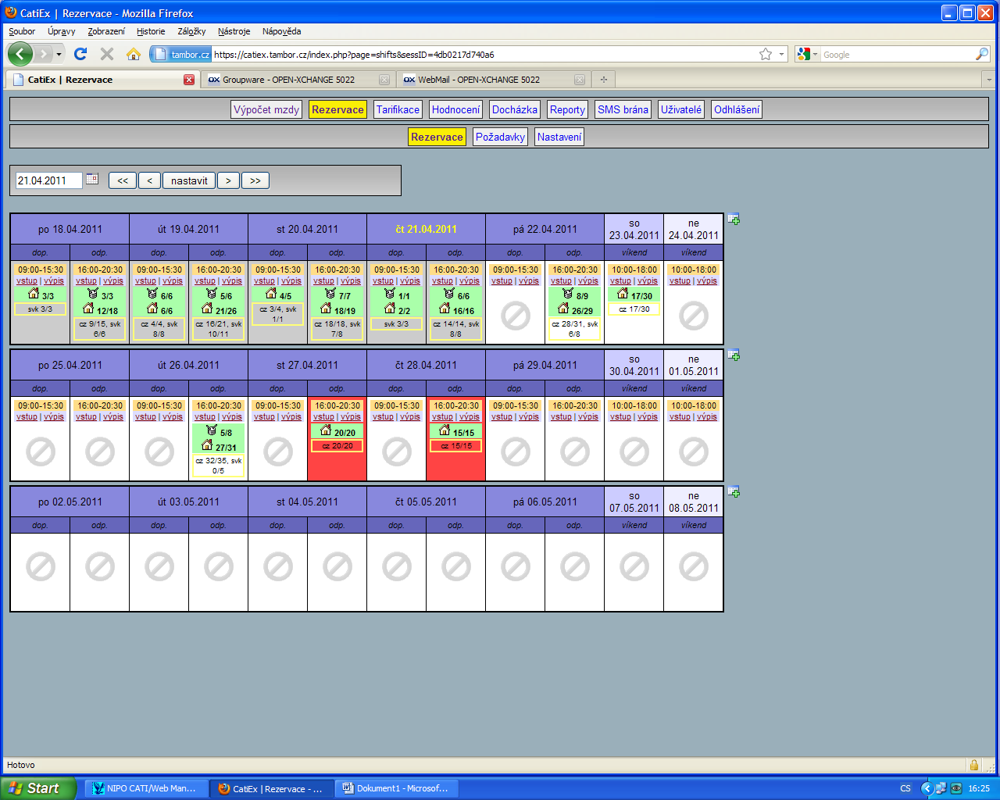 CatiEx | Rezervace - Mozilla Firefox
Soubor Úpravy Zobrazení Historie Záložky Nástroje Nápověda
tambor.cz https://catiex.tambor.cz/index.php?page=shifts&sessID=4db0217d740a6 Google
CatiEx | Rezervace Groupware - OPEN-XCHANGE 5022 WebMail - OPEN-XCHANGE 5022
Výpočet mzdy Rezervace Tarifikace Hodnocení Docházka Reporty SMS brána Uživatelé Odhlášení
Rezervace Požadavky Nastavení
21.04.2011 << < nastavit > >>
po 18.04.2011 út 19.04.2011 st 20.04.2011 čt 21.04.2011 pá 22.04.2011 so 23.04.2011 ne 24.04.2011
dop. odp. dop. odp. dop. odp. dop. odp. dop. odp. víkend víkend
09:00-15:30 16:00-20:30 09:00-15:30 16:00-20:30 09:00-15:30 16:00-20:30 09:00-15:30 16:00-20:30 09:00-15:30 16:00-20:30 10:00-18:00 10:00-18:00
vstup | výpis vstup | výpis vstup | výpis vstup | výpis vstup | výpis vstup | výpis vstup | výpis vstup | výpis vstup | výpis vstup | výpis vstup | výpis vstup | výpis
3/3 3/3 6/6 5/6 4/5 7/7 1/1 6/6 8/9 17/30
svk 3/3 12/18 6/6 21/26 cz 3/4, svk 18/19 2/2 16/16 26/29 cz 17/30
cz 9/15, svk cz 4/4, svk cz 16/21, svk 1/1 cz 18/18, svk svk 3/3 cz 14/14, svk cz 28/31, svk
6/6 8/8 10/11 7/8 8/8 6/8
po 25.04.2011 út 26.04.2011 st 27.04.2011 čt 28.04.2011 pá 29.04.2011 so 30.04.2011 ne 01.05.2011
dop. odp. dop. odp. dop. odp. dop. odp. dop. odp. víkend víkend
09:00-15:30 16:00-20:30 09:00-15:30 16:00-20:30 09:00-15:30 16:00-20:30 09:00-15:30 16:00-20:30 09:00-15:30 16:00-20:30 10:00-18:00 10:00-18:00
vstup | výpis vstup | výpis vstup | výpis vstup | výpis vstup | výpis vstup | výpis vstup | výpis vstup | výpis vstup | výpis vstup | výpis vstup | výpis vstup | výpis
5/8 20/20 15/15
27/31 cz 20/20 cz 15/15
cz 32/35, svk
0/5
po 02.05.2011 út 03.05.2011 st 04.05.2011 čt 05.05.2011 pá 06.05.2011 so 07.05.2011 ne 08.05.2011
dop. odp. dop. odp. dop. odp. dop. odp. dop. odp. víkend víkend
Hotovo
Start NIPO CATI/Web Man... CatiEx | Rezervace - ... Dokument1 - Microsof... CS 16:25